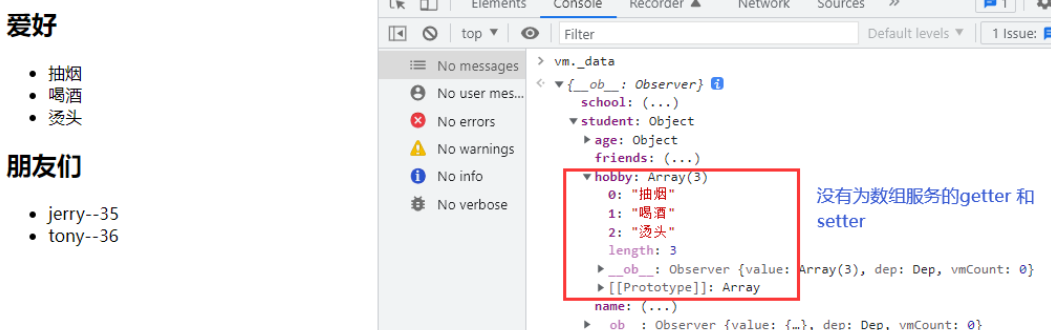 爱好
抽烟
喝酒
烫头
朋友们
jerry--35
tony--36
Elements Console Recorder Network Sources » 1
top ▼ Filter Default levels ▼ 1 Issue:
No messages
No user mes...
No errors
No warnings
No info
No verbose
> vm._data
▼{__ob__: Observer}
school: (...)
▼student: Object
▶age: Object
friends: (...)
▼hobby: Array(3)
0: "抽烟"
1: "喝酒"
2: "烫头"
length: 3
▶__ob__: Observer {value: Array(3), dep: Dep, vmCount: 0}
▶[[Prototype]]: Array
name: (...)
▶__ob__: Observer {value: {…}, dep: Dep, vmCount: 0}
没有为数组服务的getter 和
setter